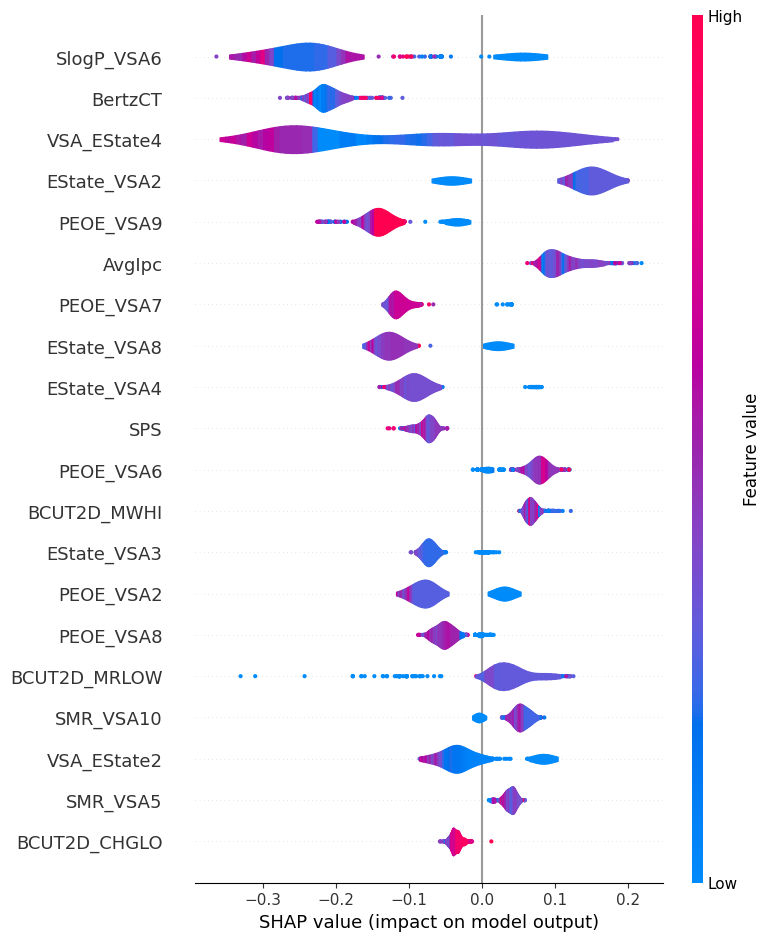 High
SlogP_VSA6
BertzCT
VSA_EState4
EState_VSA2
PEOE_VSA9
AvgIpc
PEOE_VSA7
EState_VSA8
EState_VSA4
SPS
PEOE_VSA6
BCUT2D_MWHI
EState_VSA3
PEOE_VSA2
PEOE_VSA8
BCUT2D_MRLOW
SMR_VSA10
VSA_EState2
SMR_VSA5
BCUT2D_CHGLO
Feature value
Low
−0.3 −0.2 −0.1 0.0 0.1 0.2
SHAP value (impact on model output)